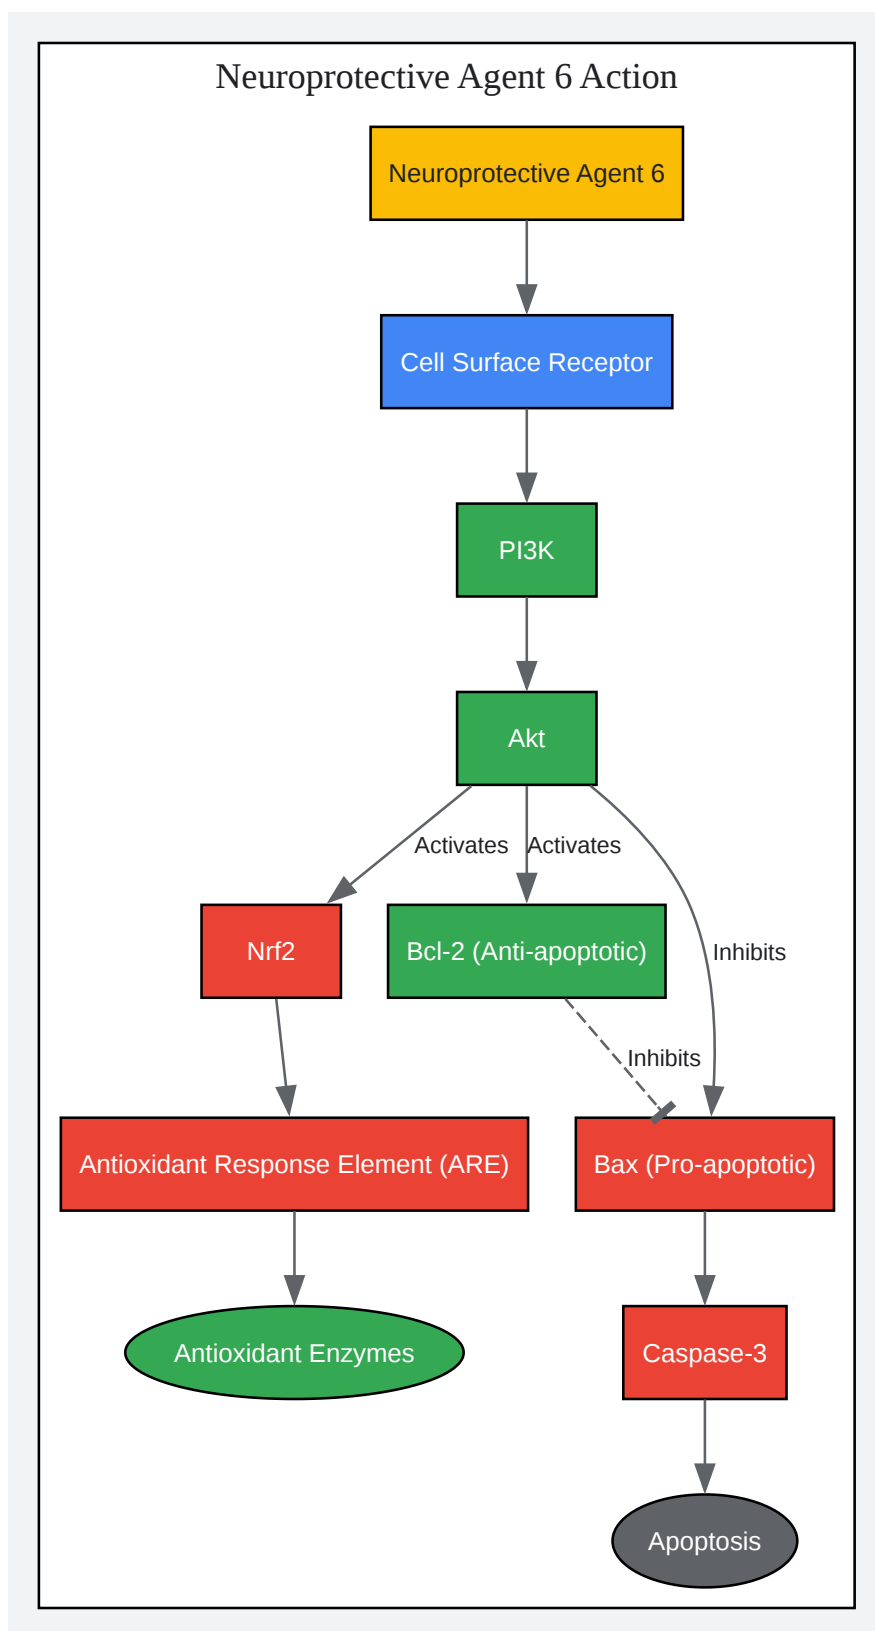 Neuroprotective Agent 6 Action
Neuroprotective Agent 6
Cell Surface Receptor
PI3K
Akt
Activates
Activates
Nrf2
Bcl-2 (Anti-apoptotic)
Inhibits
Inhibits
Antioxidant Response Element (ARE)
Bax (Pro-apoptotic)
Antioxidant Enzymes
Caspase-3
Apoptosis